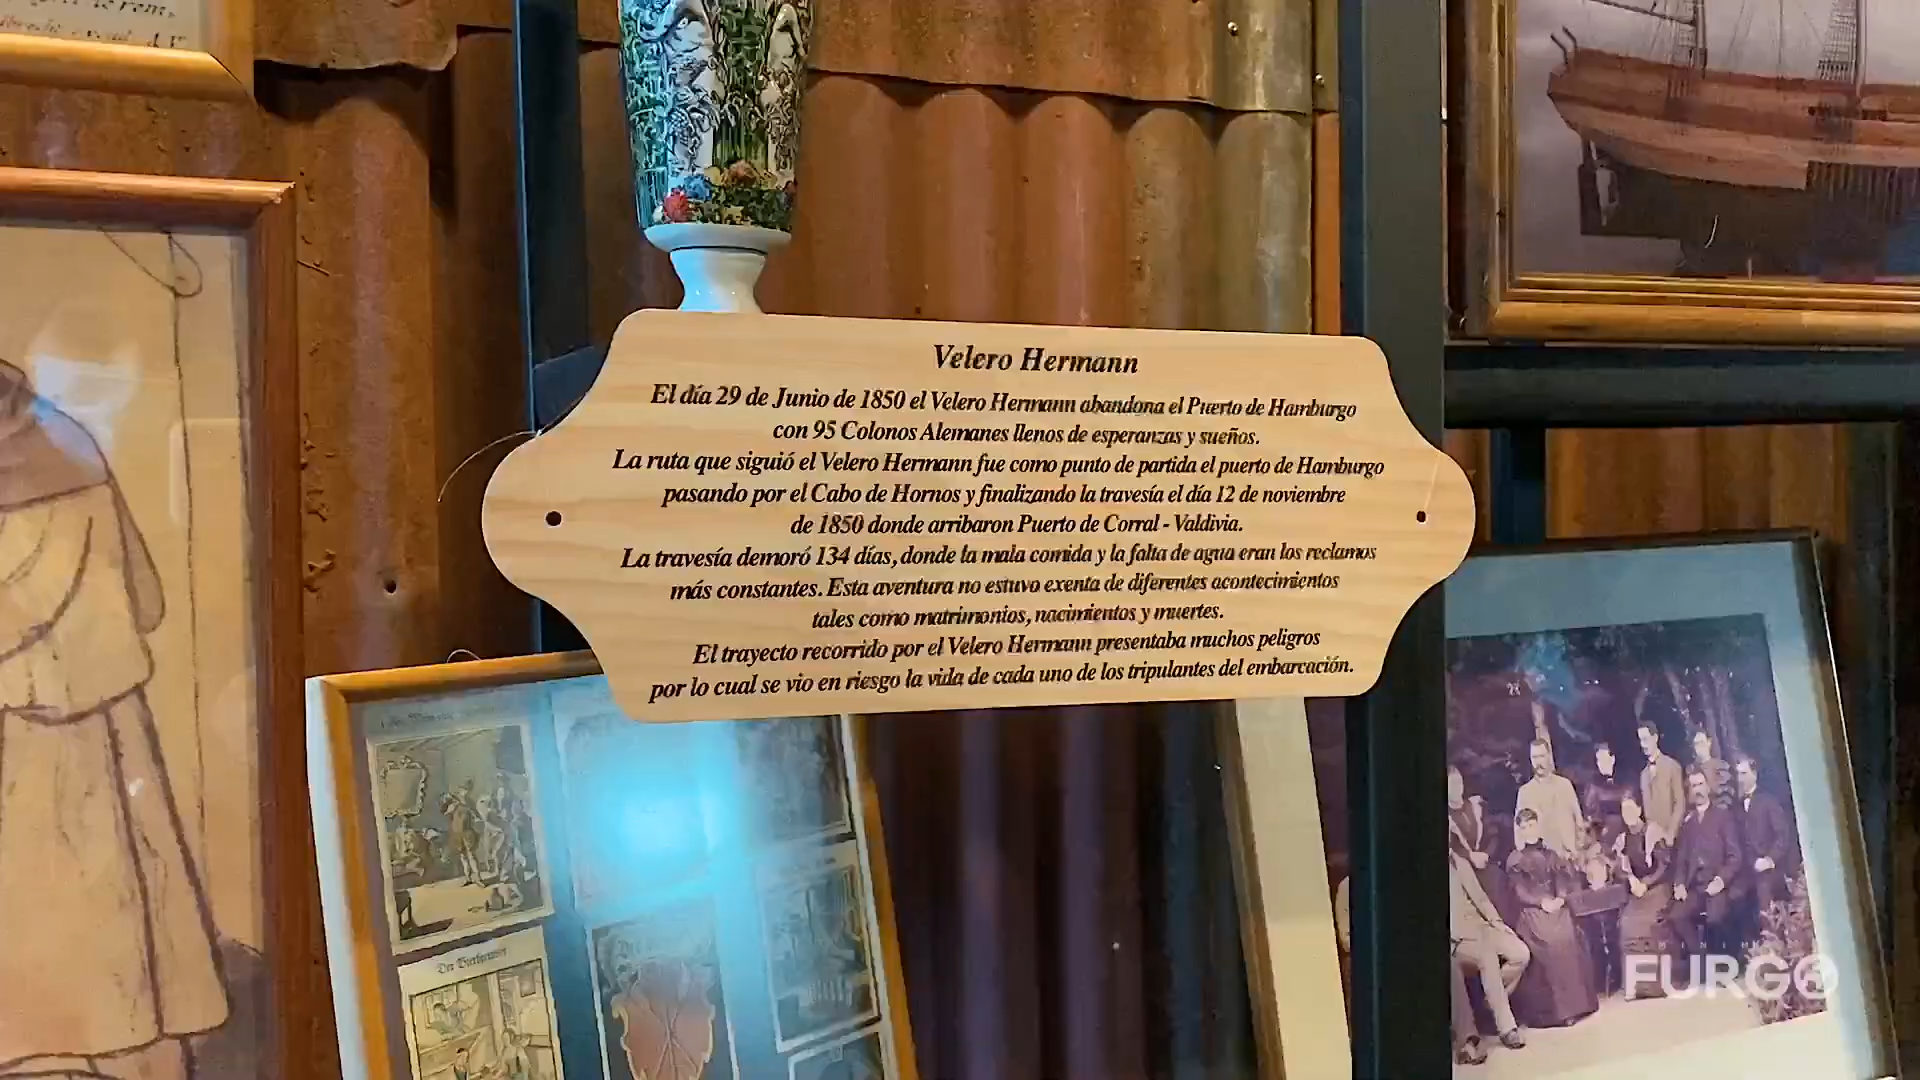 Velero Hermann
El día 29 de Junio de 1850 el Velero Hermann abandona el Puerto de Hamburgo
con 95 Colonos Alemanes llenos de esperanzas y sueños.
La ruta que siguió el Velero Hermann fue como punto de partida el puerto de Hamburgo
pasando por el Cabo de Hornos y finalizando la travesía el día 12 de noviembre
de 1850 donde arribaron Puerto de Corral - Valdivia.
La travesía demoró 134 días, donde la mala comida y la falta de agua eran los reclamos
más constantes. Esta aventura no estuvo exenta de diferentes acontecimientos
tales como matrimonios, nacimientos y muertes.
El trayecto recorrido por el Velero Hermann presentaba muchos peligros
por lo cual se vio en riesgo la vida de cada uno de los tripulantes del embarcación.
Der Bierbrauer
MINI
FURGO